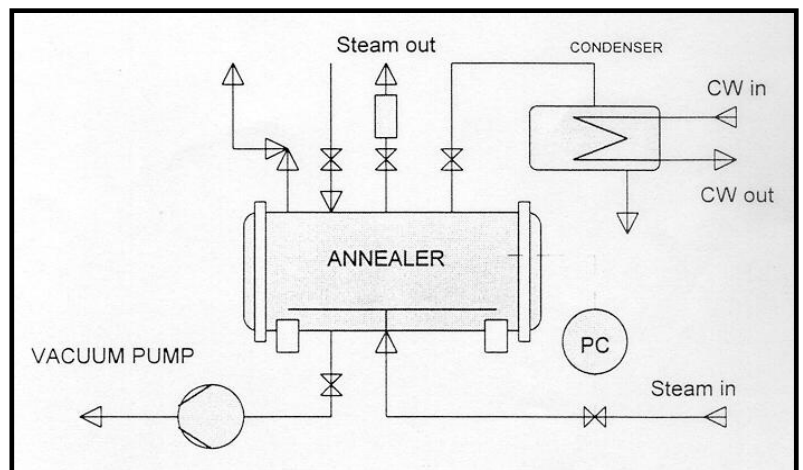 Steam out
CONDENSER
CW in
CW out
ANNEALER
PC
VACUUM PUMP
Steam in